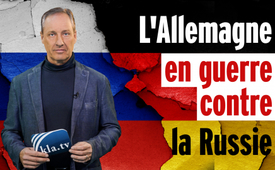 L'Allemagne
en guerre
contre
la Russie
kla.tv